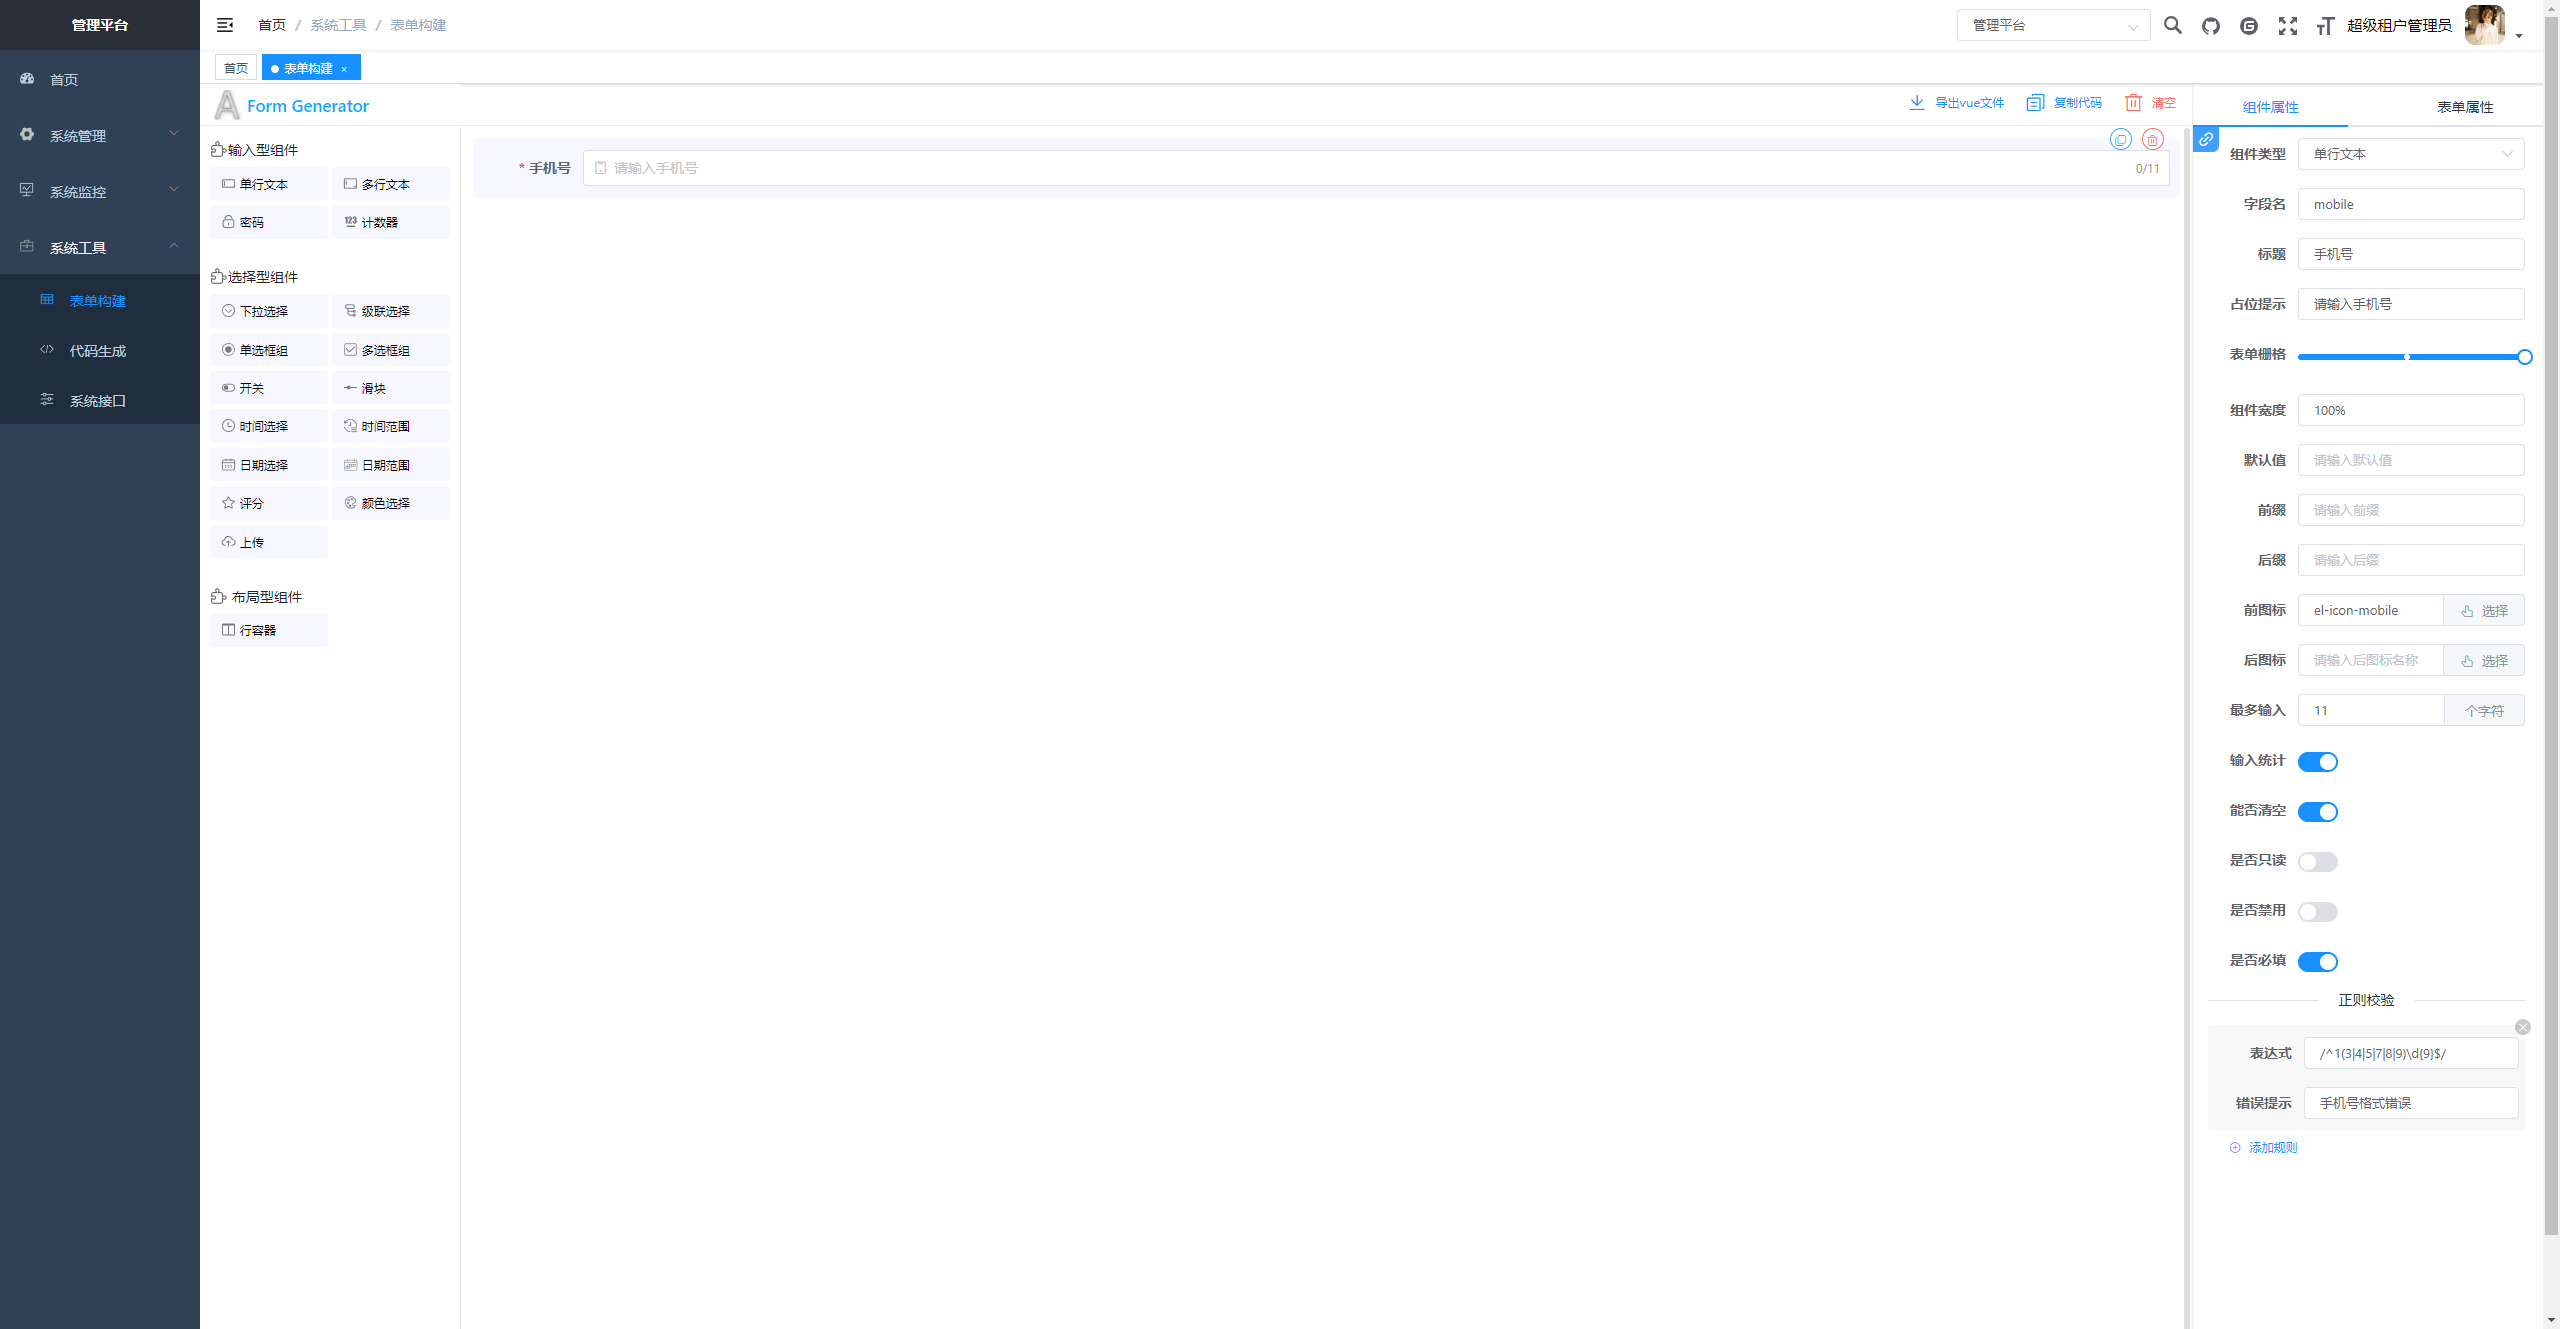 管理平台
首页 / 系统工具 / 表单构建
管理平台
超级租户管理员
首页
表单构建 ×
首页
系统管理
系统监控
系统工具
表单构建
代码生成
系统接口
Form Generator
导出vue文件
复制代码
清空
输入型组件
单行文本
多行文本
密码
123 计数器
选择型组件
下拉选择
级联选择
单选框组
多选框组
开关
滑块
时间选择
时间范围
日期选择
日期范围
评分
颜色选择
上传
布局型组件
行容器
* 手机号
请输入手机号
0/11
组件属性
表单属性
组件类型 单行文本
字段名 mobile
标题 手机号
占位提示 请输入手机号
表单栅格
组件宽度 100%
默认值 请输入默认值
前缀 请输入前缀
后缀 请输入后缀
前图标 el-icon-mobile 选择
后图标 请输入后图标名称 选择
最多输入 11 个字符
输入统计
能否清空
是否只读
是否禁用
是否必填
正则校验
表达式 /^1(3|4|5|7|8|9)\d{9}$/
错误提示 手机号格式错误
添加规则